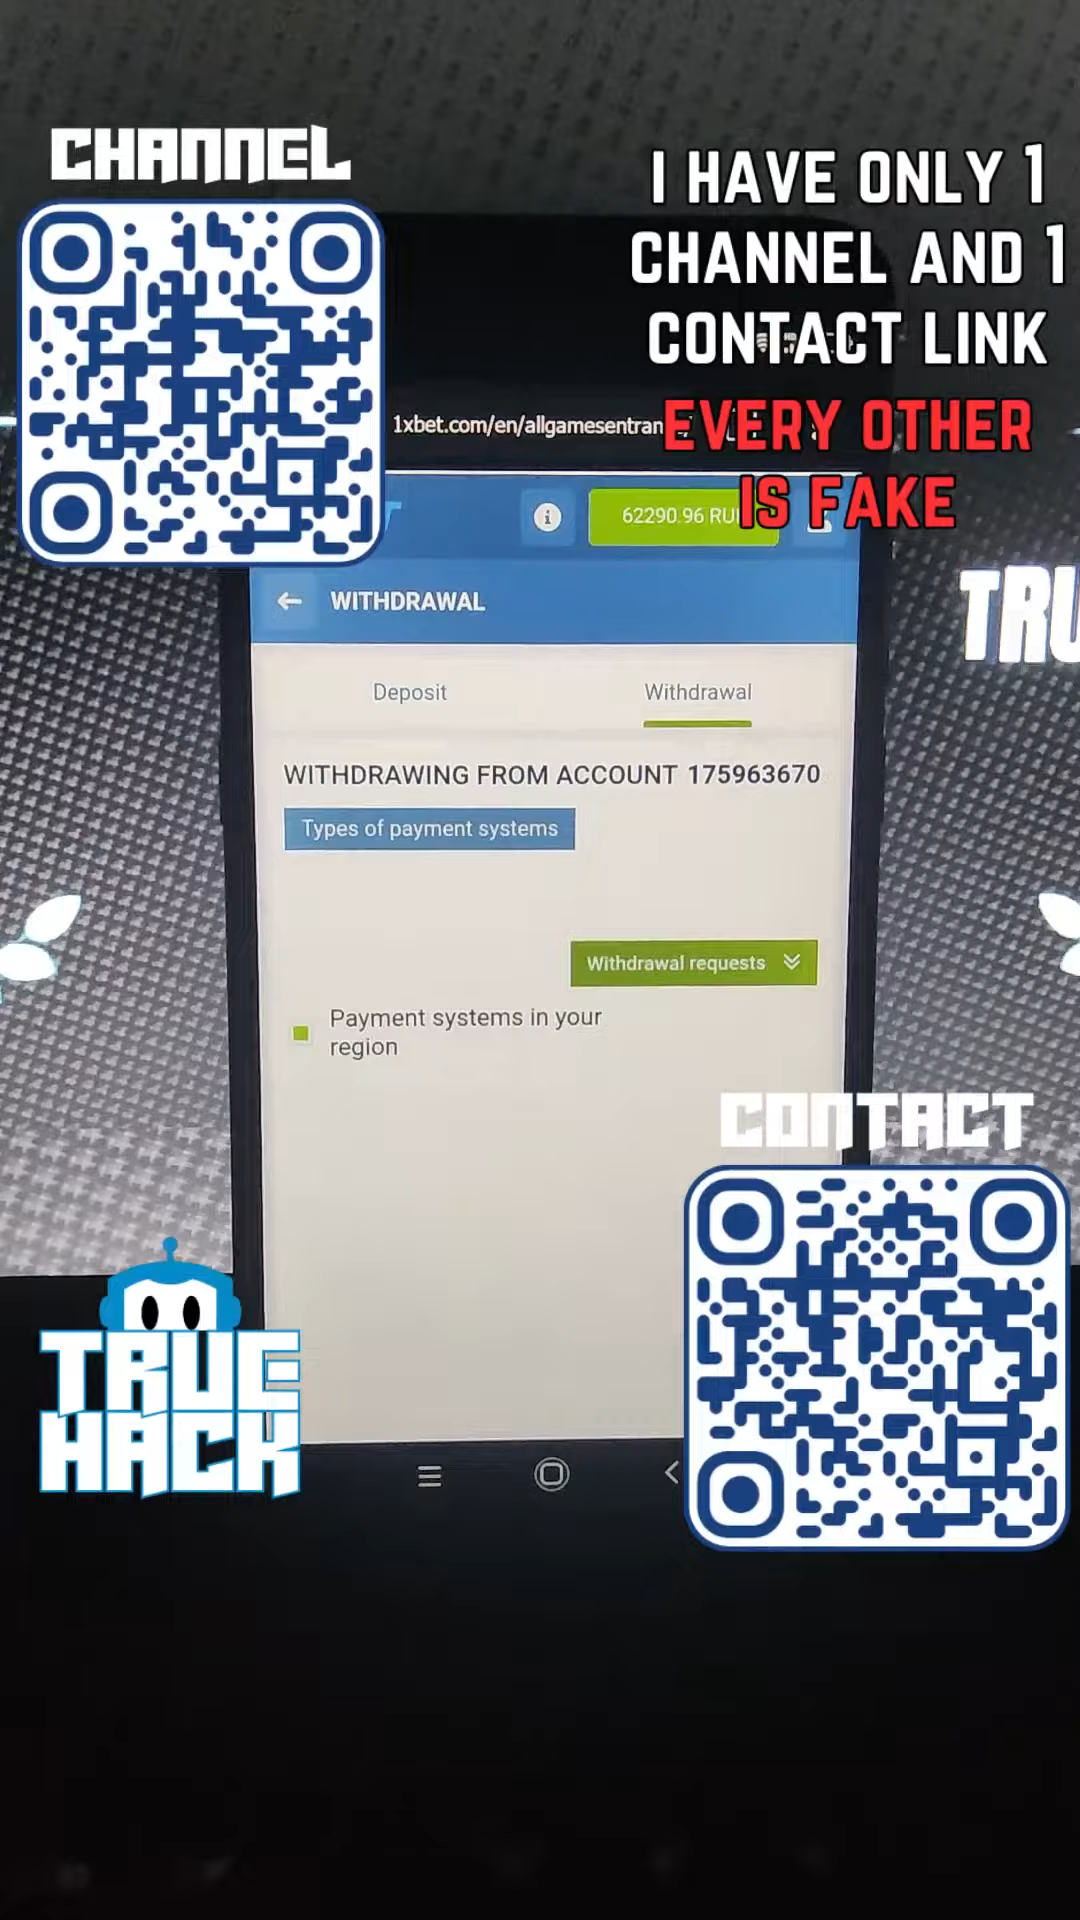 CHANNEL
I HAVE ONLY 1
CHANNEL AND 1
CONTACT LINK
EVERY OTHER
IS FAKE
1xbet.com/en/allgamesentran
62290.96
WITHDRAWAL
Deposit
Withdrawal
WITHDRAWING FROM ACCOUNT 175963670
Types of payment systems
Withdrawal requests
Payment systems in your
region
CONTACT
TRUE
HACK